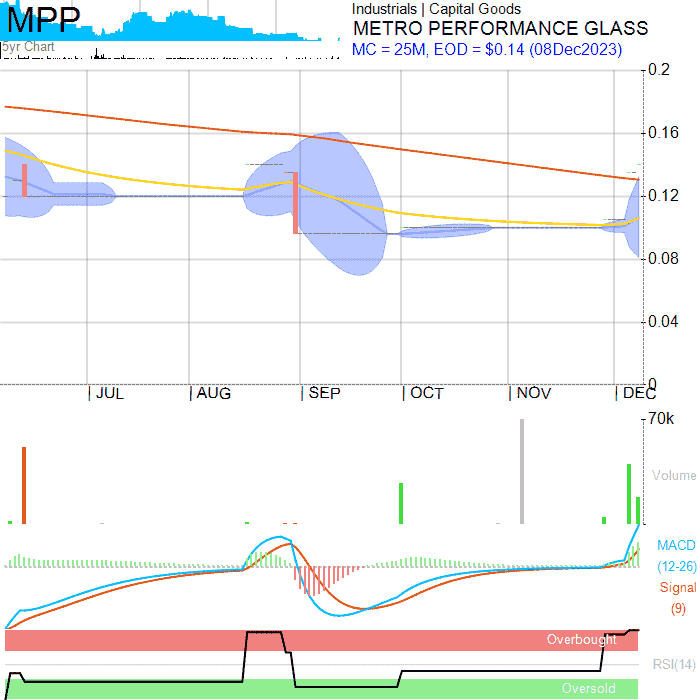 MPP
5yr Chart
Industrials | Capital Goods
METRO PERFORMANCE GLASS
MC = 25M, EOD = $0.14 (08Dec2023)
0.2
0.16
0.12
0.08
0.04
0
JUL
AUG
SEP
OCT
NOV
DEC
70k
Volume
MACD
(12-26)
Signal
(9)
Overbought
RSI(14)
Oversold